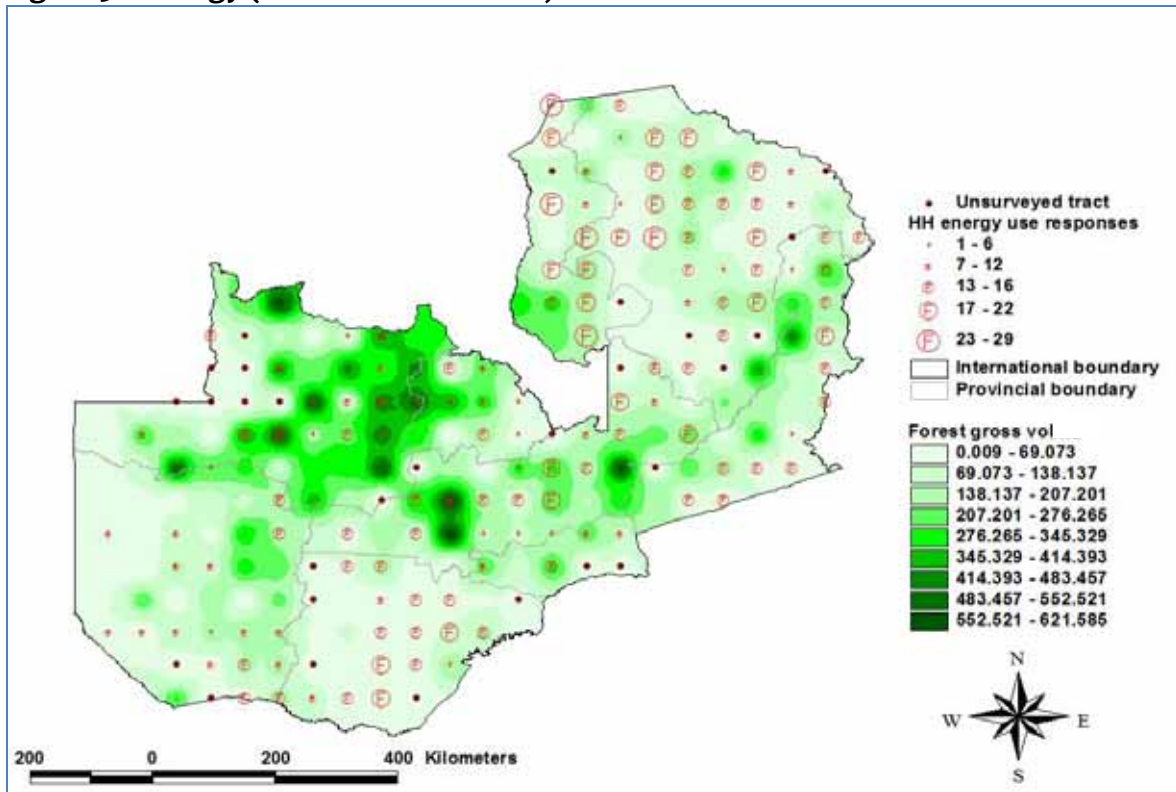 Unsurveyed tract
HH energy use responses
1 - 6
7 - 12
13 - 16
17 - 22
23 - 29
International boundary
Provincial boundary
Forest gross vol
0.009 - 69.073
69.073 - 138.137
138.137 - 207.201
207.201 - 276.265
276.265 - 345.329
345.329 - 414.393
414.393 - 483.457
483.457 - 552.521
552.521 - 621.585
N
W E
S
200 0 200 400 Kilometers